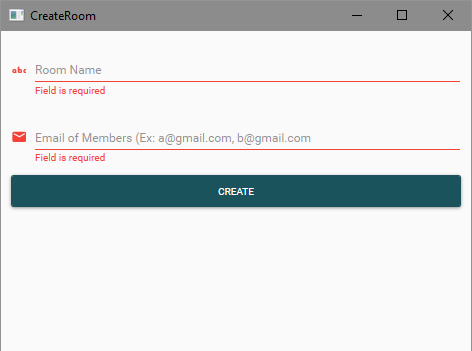 CreateRoom
abc
Room Name
Field is required
Email of Members (Ex: a@gmail.com, b@gmail.com
Field is required
CREATE